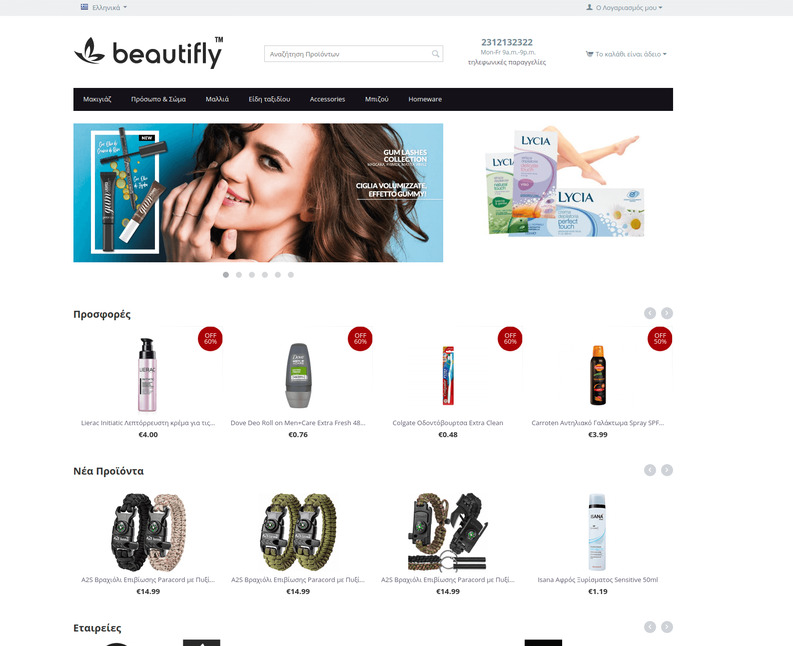 Ελληνικά
Ο Λογαριασμός μου
beautifly™
Αναζήτηση Προϊόντων
2312132322
Mon-Fr 9a.m.-9p.m.
τηλεφωνικές παραγγελίες
Το καλάθι είναι άδειο
Μακιγιάζ
Πρόσωπο & Σώμα
Μαλλιά
Είδη ταξιδίου
Accessories
Μπιζού
Homeware
NEW
GUM LASHES
COLLECTION
CIGLIA VOLUMIZZATE,
EFFETTO GUMMY!
LYCIA
LYCIA
perfect
touch
Προσφορές
OFF
60%
OFF
60%
OFF
60%
OFF
50%
LIERAC
Lierac Initiatic Λεπτόρρευστη κρέμα για τις...
Dove Deo Roll on Men+Care Extra Fresh 48...
Colgate Οδοντόβουρτσα Extra Clean
Carroten Αντηλιακό Γαλάκτωμα Spray SPF...
€4.00
€0.76
€0.48
€3.99
Νέα Προϊόντα
A2S Βραχιόλι Επιβίωσης Paracord με Πυξί...
A2S Βραχιόλι Επιβίωσης Paracord με Πυξί...
A2S Βραχιόλι Επιβίωσης Paracord με Πυξί...
Isana Αφρός Ξυρίσματος Sensitive 50ml
€14.99
€14.99
€14.99
€1.19
Εταιρείες